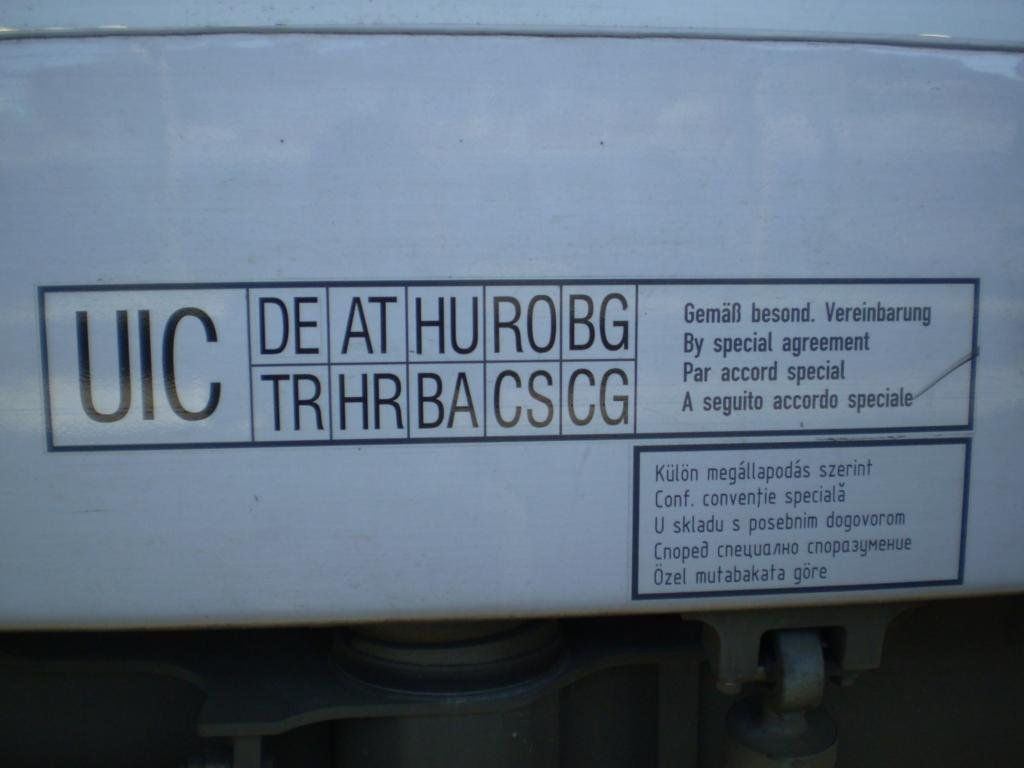 UIC
DE AT HU RO BG
TR HR BA CS CG
Gemäß besond. Vereinbarung
By special agreement
Par accord special
A seguito accordo speciale
Külön megállapodás szerint
Conf. convenție specială
U skladu s posebnim dogovorom
Според специално споразумение
Özel mutabakata göre